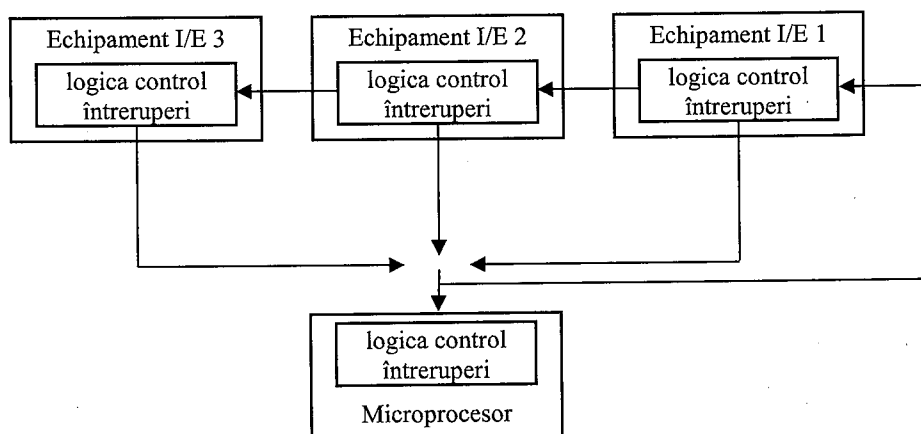 Echipament I/E 3
logica control
întreruperi
Echipament I/E 2
logica control
întreruperi
Echipament I/E 1
logica control
întreruperi
logica control
întreruperi
Microprocesor